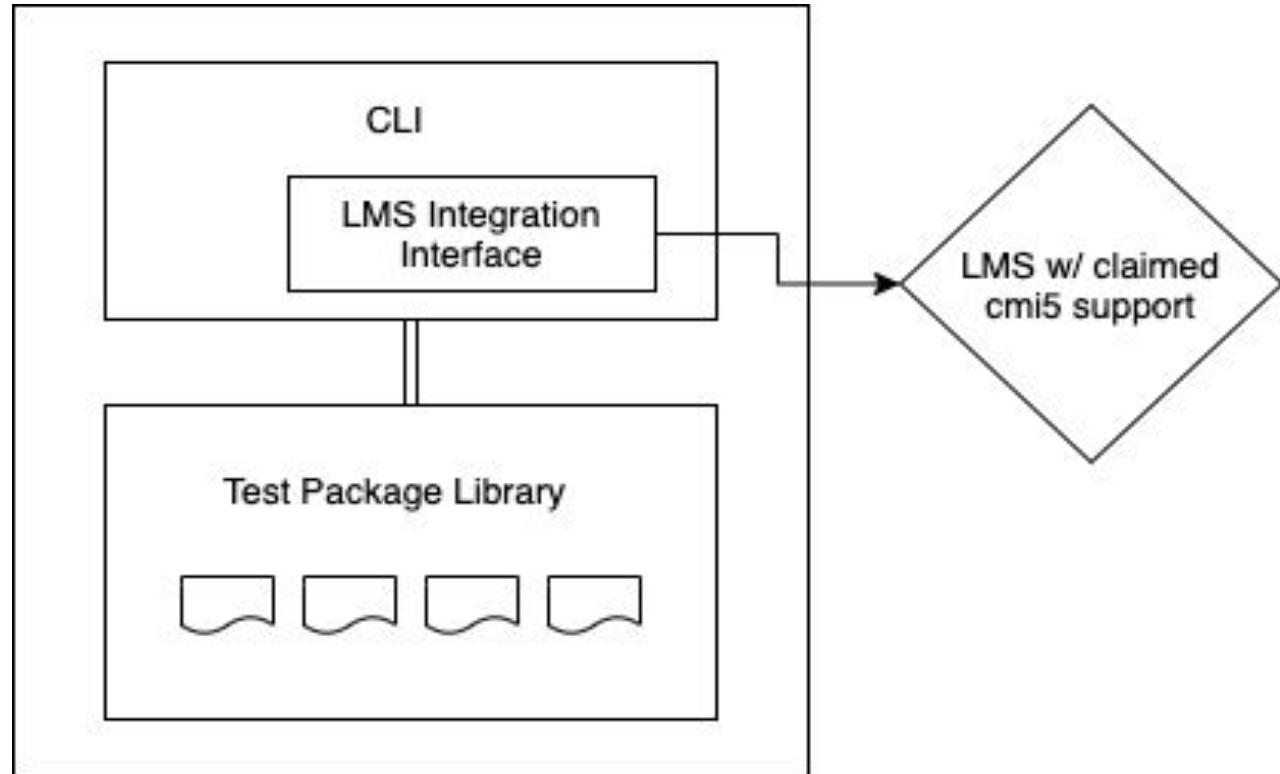 CLI
LMS Integration
Interface
LMS w/ claimed
cmi5 support
Test Package Library